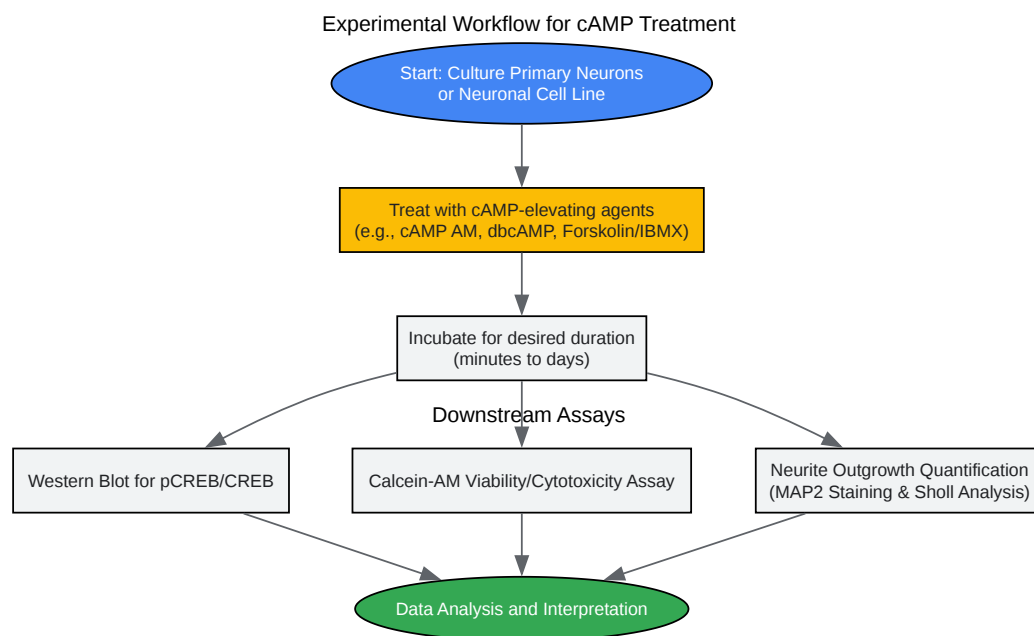 Experimental Workflow for cAMP Treatment
Start: Culture Primary Neurons
or Neuronal Cell Line
Treat with cAMP-elevating agents
(e.g., cAMP AM, dbcAMP, Forskolin/IBMX)
Incubate for desired duration
(minutes to days)
Downstream Assays
Western Blot for pCREB/CREB
Calcein-AM Viability/Cytotoxicity Assay
Neurite Outgrowth Quantification
(MAP2 Staining & Sholl Analysis)
Data Analysis and Interpretation